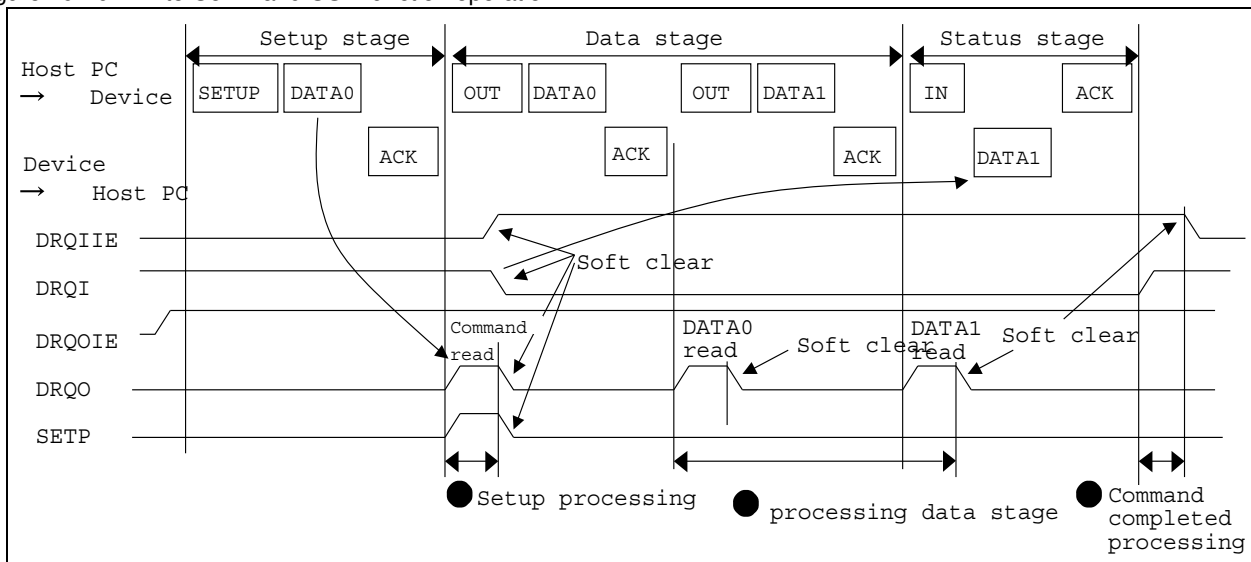 Setup stage
Data stage
Status stage
Host PC
→ Device
SETUP
DATA0
OUT
DATA0
OUT
DATA1
IN
ACK
Device
→ Host PC
ACK
ACK
ACK
DATA1
DRQIIE
Soft clear
DRQI
DRQOIE
Command
read
DATA0
read
Soft clear
DATA1
read
Soft clear
DRQO
SETP
Setup processing
processing data stage
Command
completed
processing